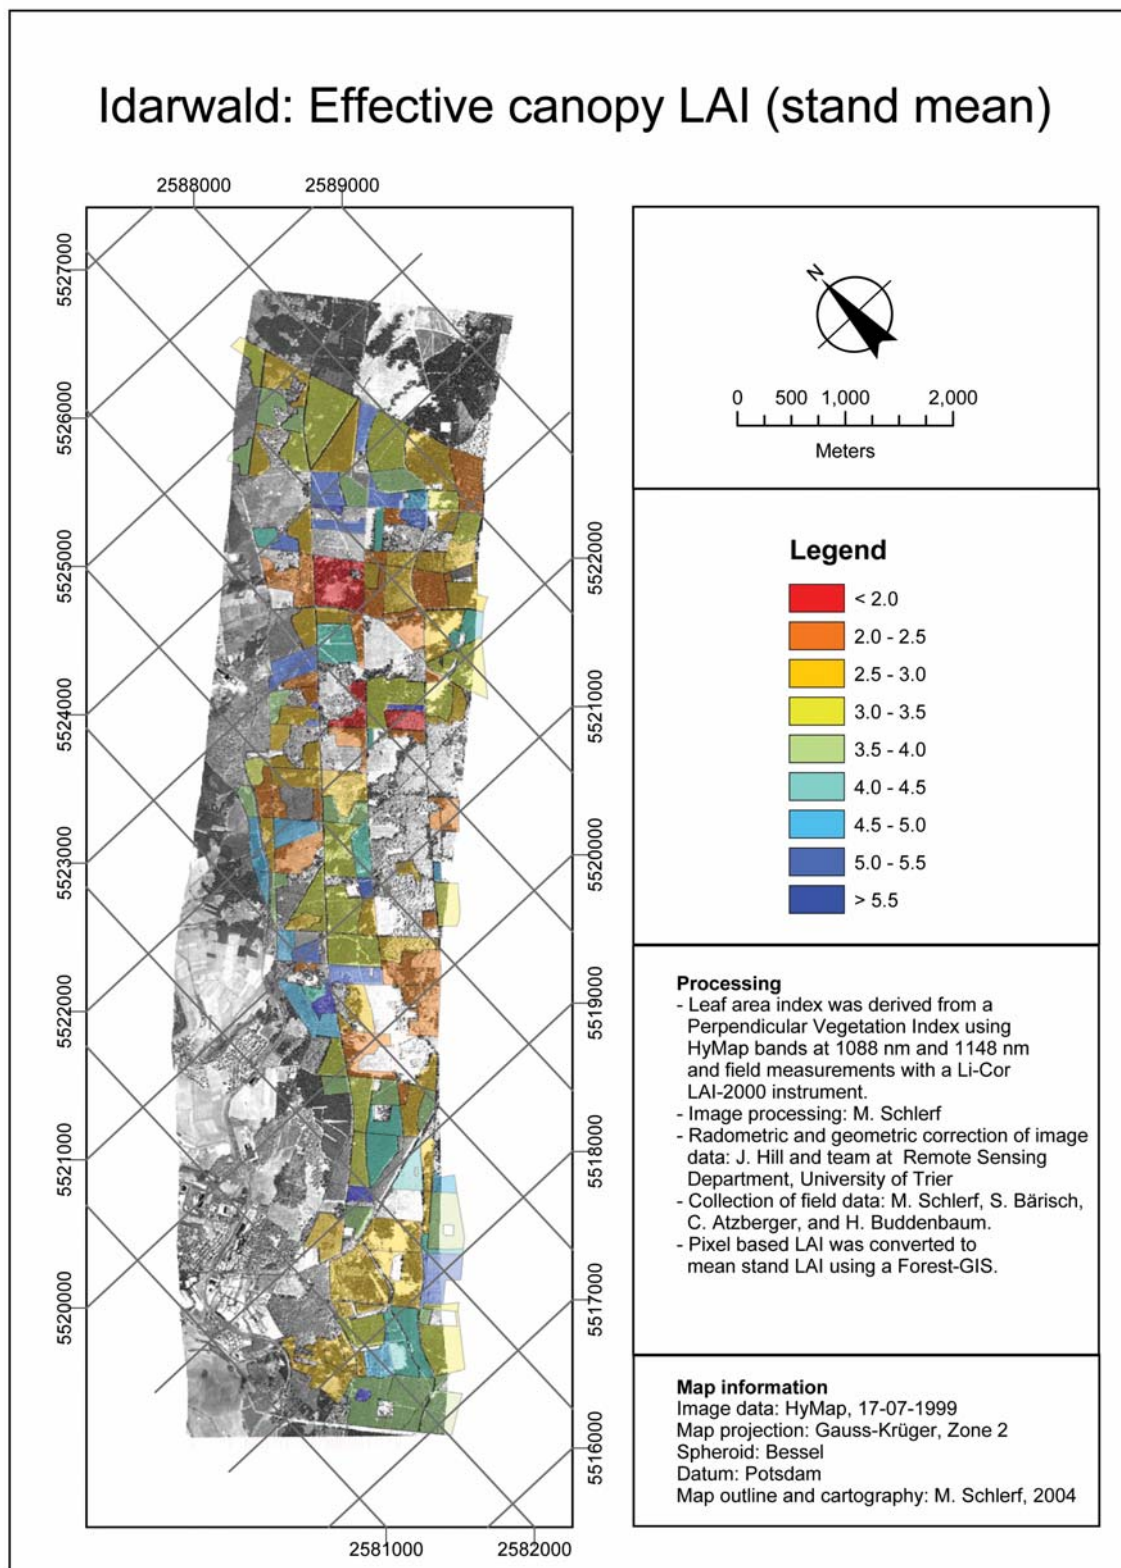 Idarwald: Effective canopy LAI (stand mean)
2588000
2589000
5527000
5526000
5525000
5524000
5523000
5522000
5521000
5520000
5522000
5521000
5520000
5519000
5518000
5517000
5516000
2581000
2582000
N
0 500 1,000 2,000
Meters
Legend
< 2.0
2.0 - 2.5
2.5 - 3.0
3.0 - 3.5
3.5 - 4.0
4.0 - 4.5
4.5 - 5.0
5.0 - 5.5
> 5.5
Processing
- Leaf area index was derived from a
Perpendicular Vegetation Index using
HyMap bands at 1088 nm and 1148 nm
and field measurements with a Li-Cor
LAI-2000 instrument.
- Image processing: M. Schlerf
- Radometric and geometric correction of image
data: J. Hill and team at Remote Sensing
Department, University of Trier
- Collection of field data: M. Schlerf, S. Bärisch,
C. Atzberger, and H. Buddenbaum.
- Pixel based LAI was converted to
mean stand LAI using a Forest-GIS.
Map information
Image data: HyMap, 17-07-1999
Map projection: Gauss-Krüger, Zone 2
Spheroid: Bessel
Datum: Potsdam
Map outline and cartography: M. Schlerf, 2004